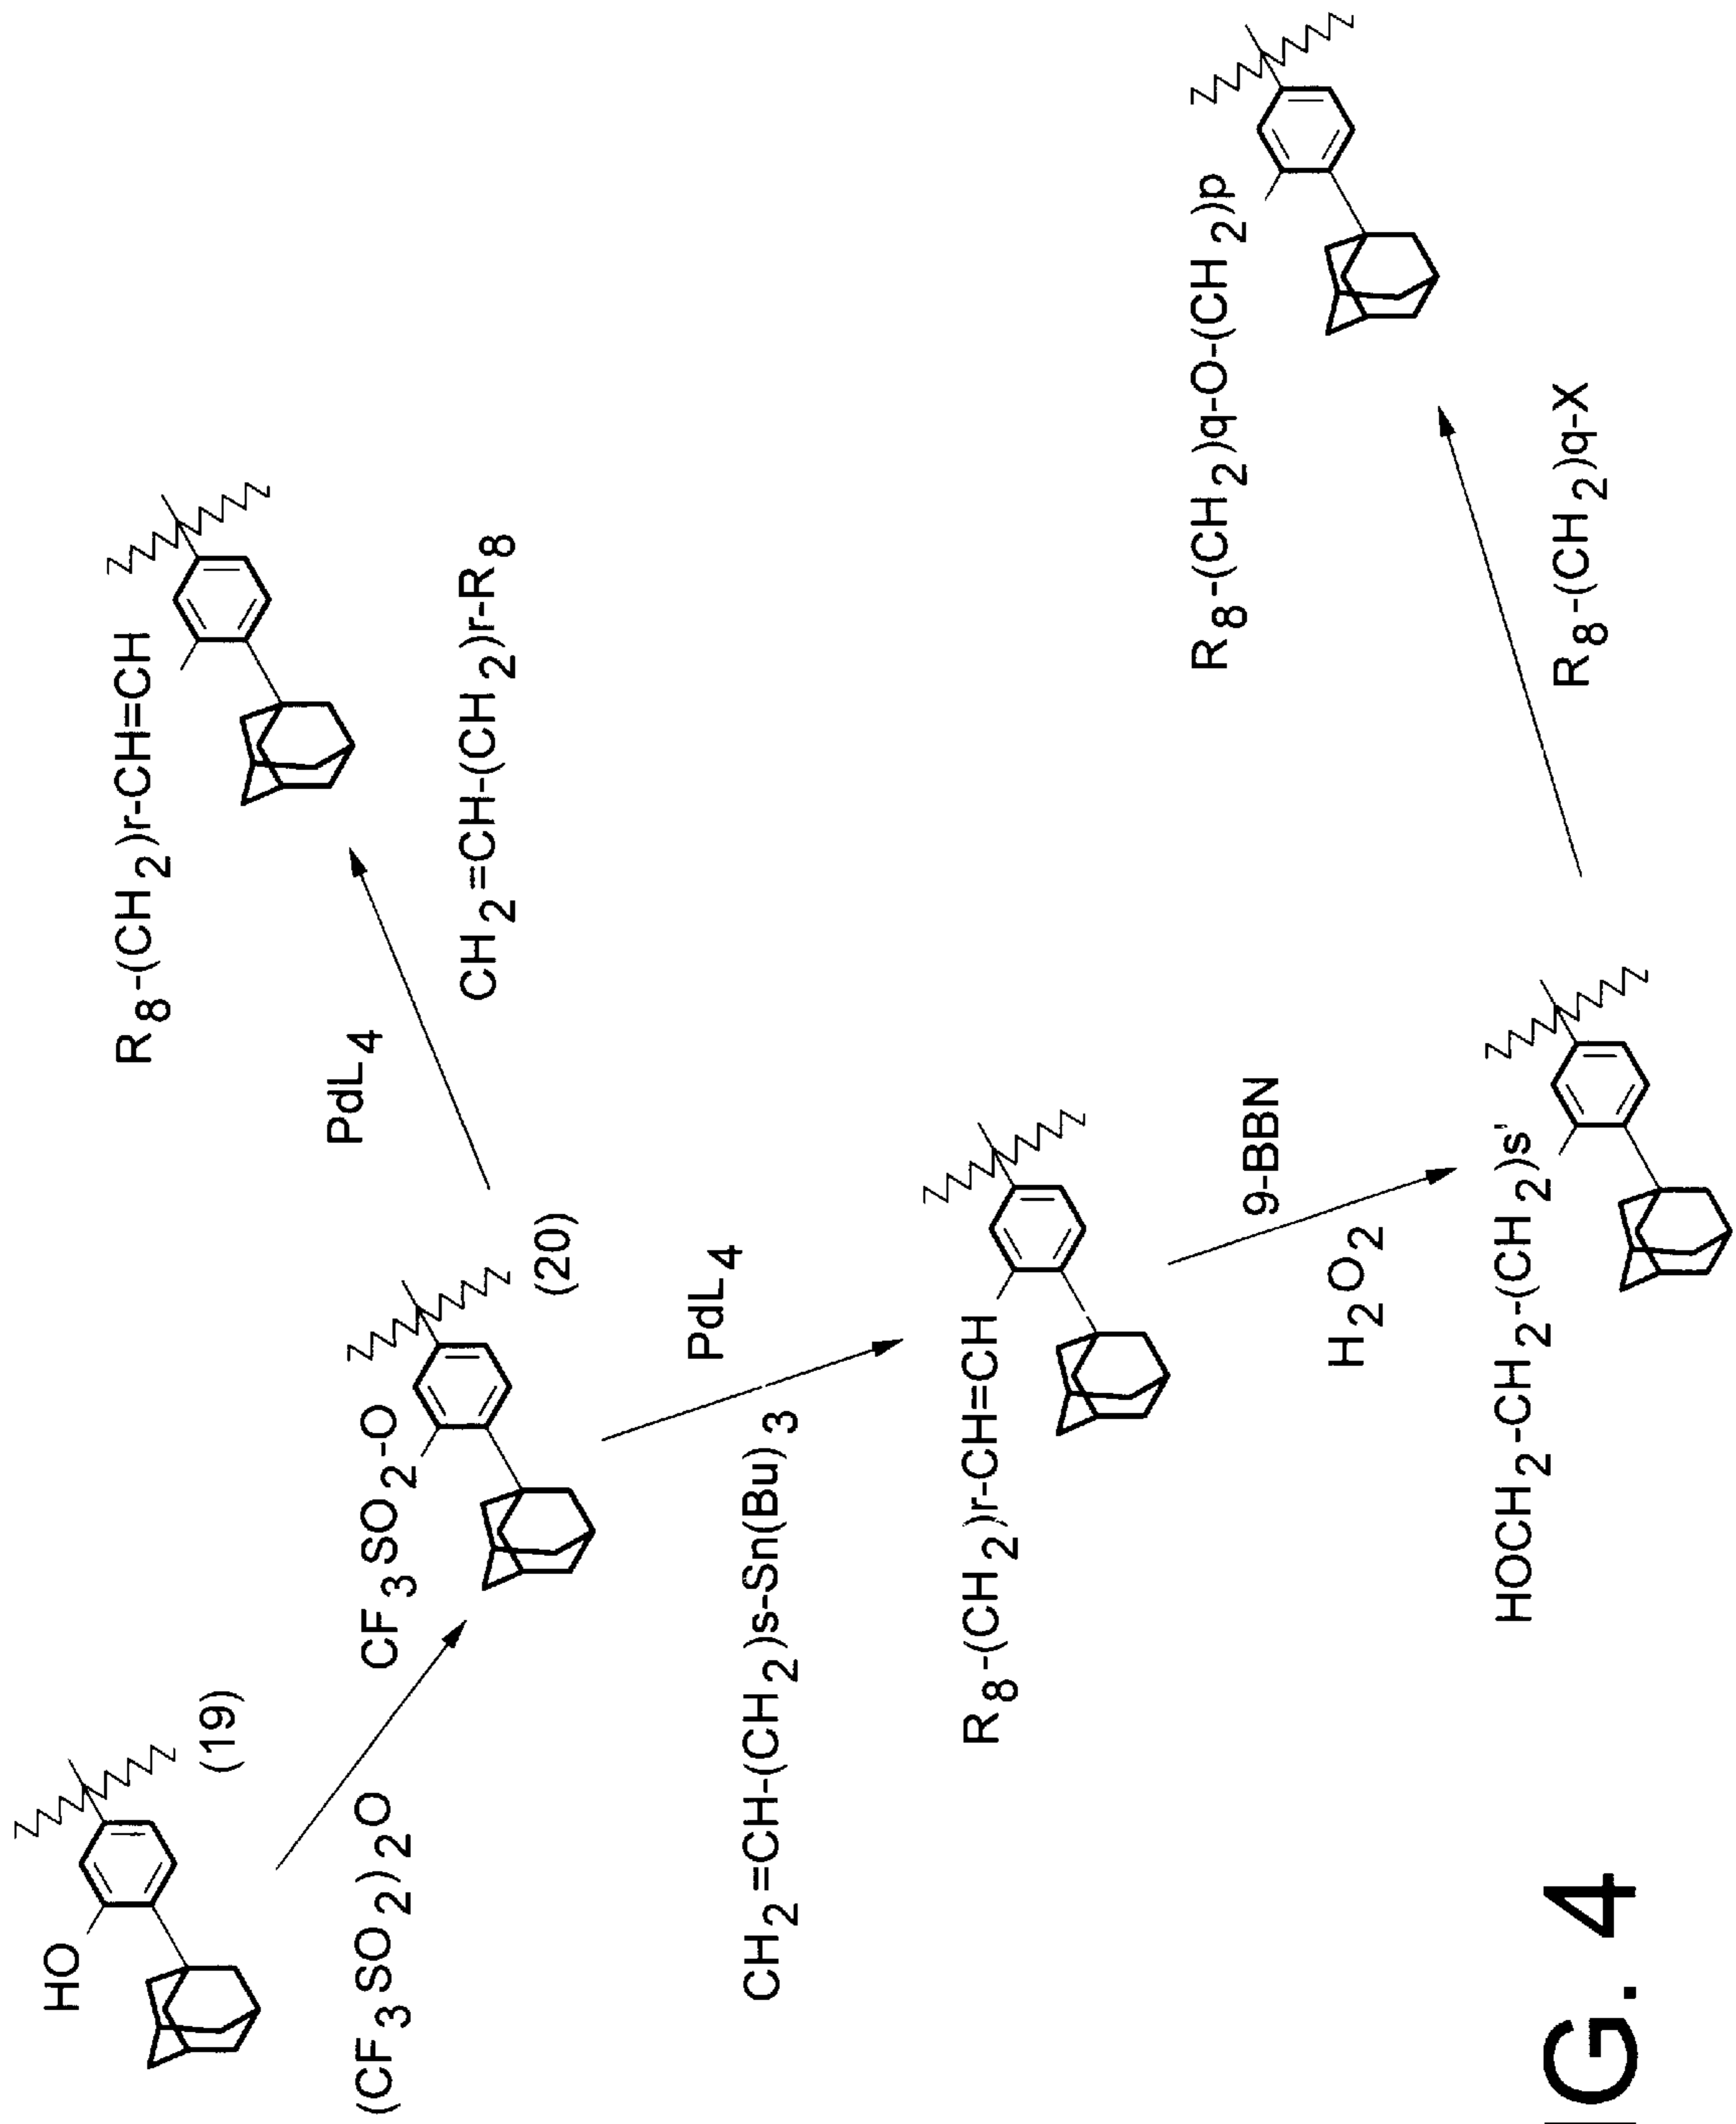 HO
(19)
(CF3SO2)2O
CF3SO2-O
(20)
PdL4
CH2=CH-(CH2)r-R8
R8-(CH2)r-CH=CH
CH2=CH-(CH2)s-Sn(Bu)3
PdL4
R8-(CH2)r-CH=CH
H2O2
9-BBN
HOCH2-CH2-(CH2)s'
R8-(CH2)q-X
R8-(CH2)q-O-(CH2)p
G. 4